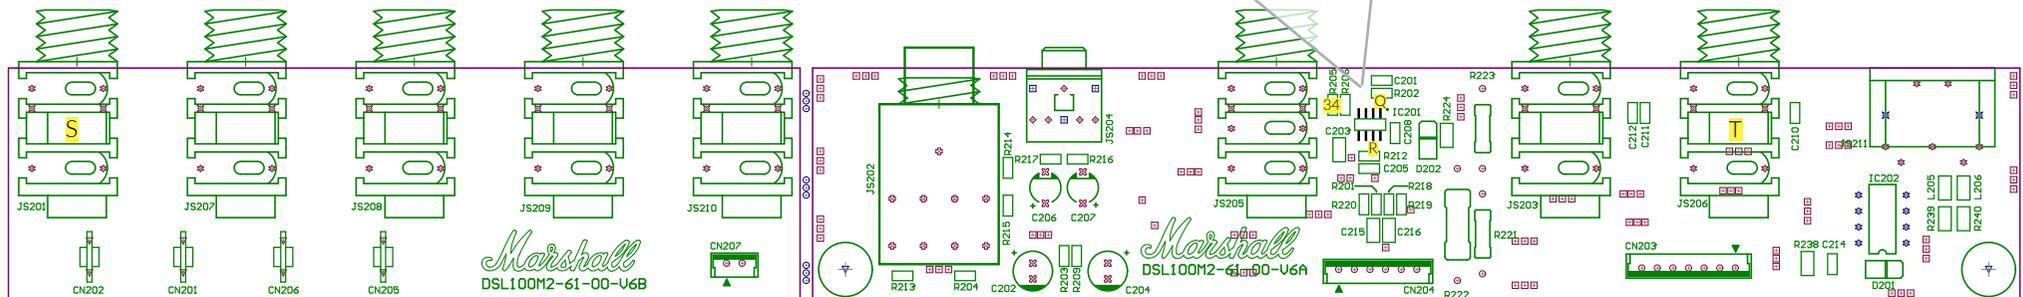 R205
R206
C201
R202
R223
34
Q
IC201
R224
S
C203
C208
C212
C211
T
C210
JS204
R214
R
R212
JS211
R217
R216
C205
D202
JS202
IC202
R201
R218
JS201
JS207
JS208
JS209
JS210
C206
C207
JS205
R220
R219
JS203
JS206
L205
L206
R239
R240
R215
C215
C216
R221
Marshall
Marshall
CN207
CN203
R238
C214
DSL100M2-61-00-V6A
CN202
CN201
CN206
CN205
DSL100M2-61-00-V6B
R213
R204
C202
R203
R209
C204
CN204
R222
D201